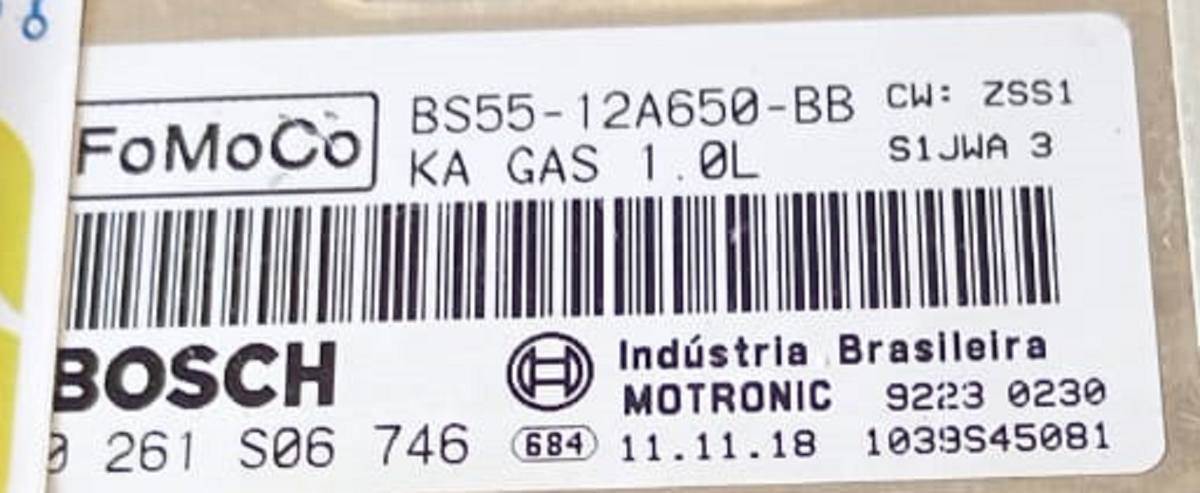 FoMoCo
BS55-12A650-BB
KA GAS 1.0L
CW: ZSS1
S1JWA 3
BOSCH
0 261 S06 746
Indústria Brasileira
MOTRONIC 9223 0230
684 11.11.18 1039S45081